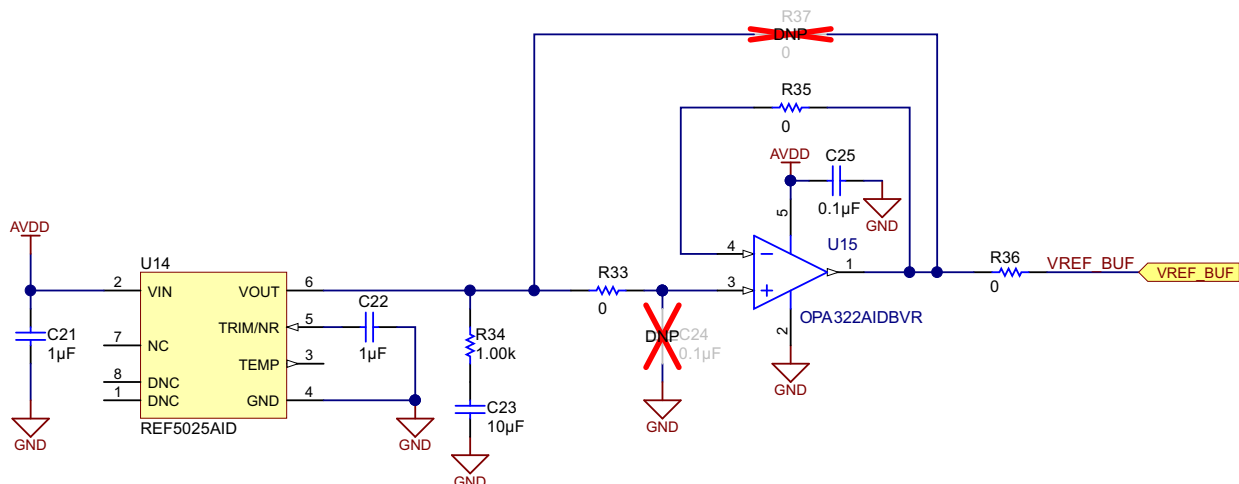 R37
DNP
0
R35
0
AVDD
C25
0.1µF
GND
5
4
U15
1
3
2
OPA322AIDBVR
GND
R36
0
VREF_BUF
VREF_BUF
AVDD
C21
1µF
GND
U14
2
VIN
VOUT
6
TRIM/NR
5
7
NC
TEMP
3
8
DNC
1
DNC
GND
4
REF5025AID
C22
1µF
GND
R34
1.00k
C23
10µF
GND
R33
0
DNP
C24
0.1µF
GND